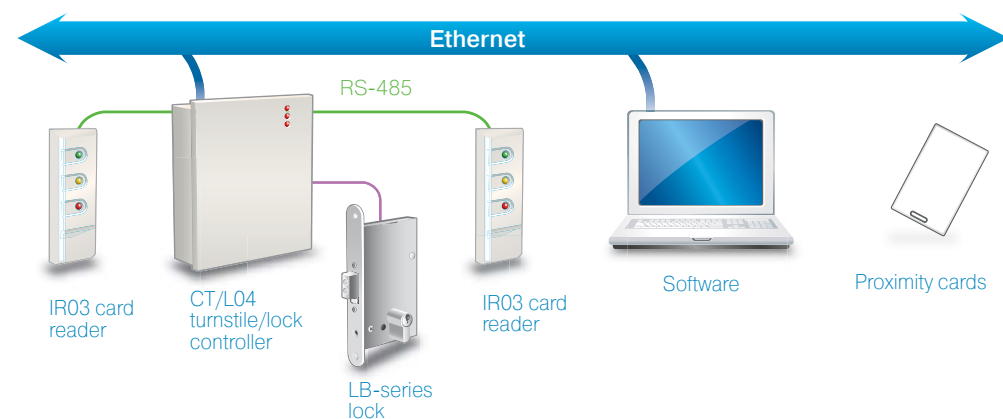 Ethernet
RS-485
IR03 card
reader
CT/L04
turnstile/lock
controller
LB-series
lock
IR03 card
reader
Software
Proximity cards